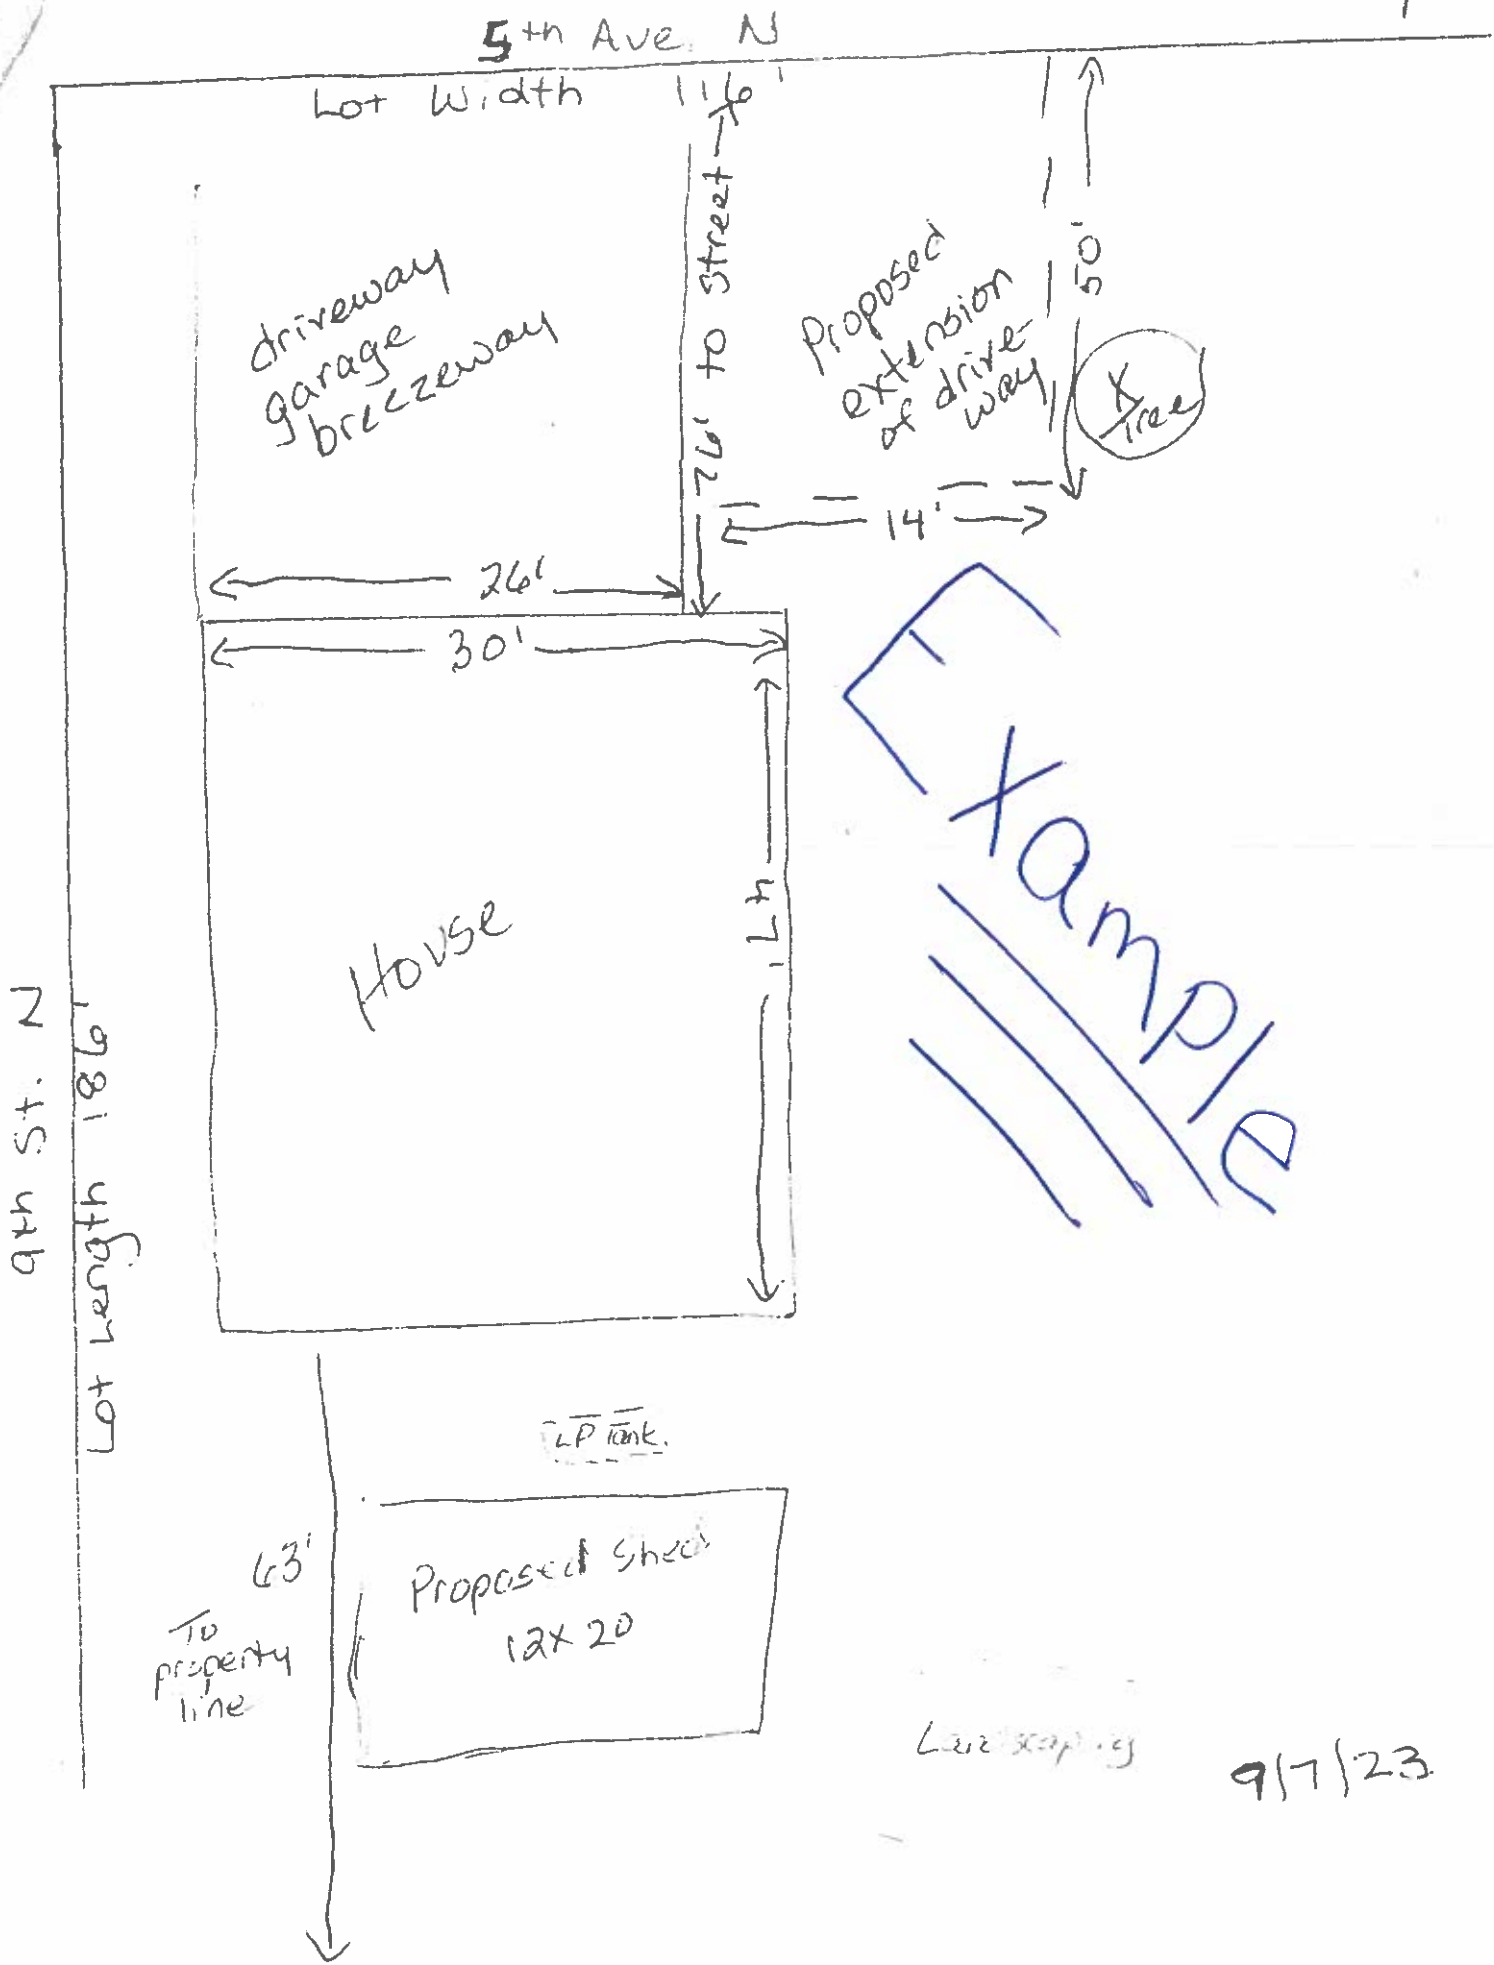 5th Ave. N
Lot Width 116'
driveway
garage
breezeway
76' to street
Proposed
extension
of drive-
way
50'
X
Tree
14'
26'
30'
Example
47'
House
9th St. N
Lot Length 186'
LP Tank.
63'
To
property
line
Proposed Shed
12X20
9/7/23